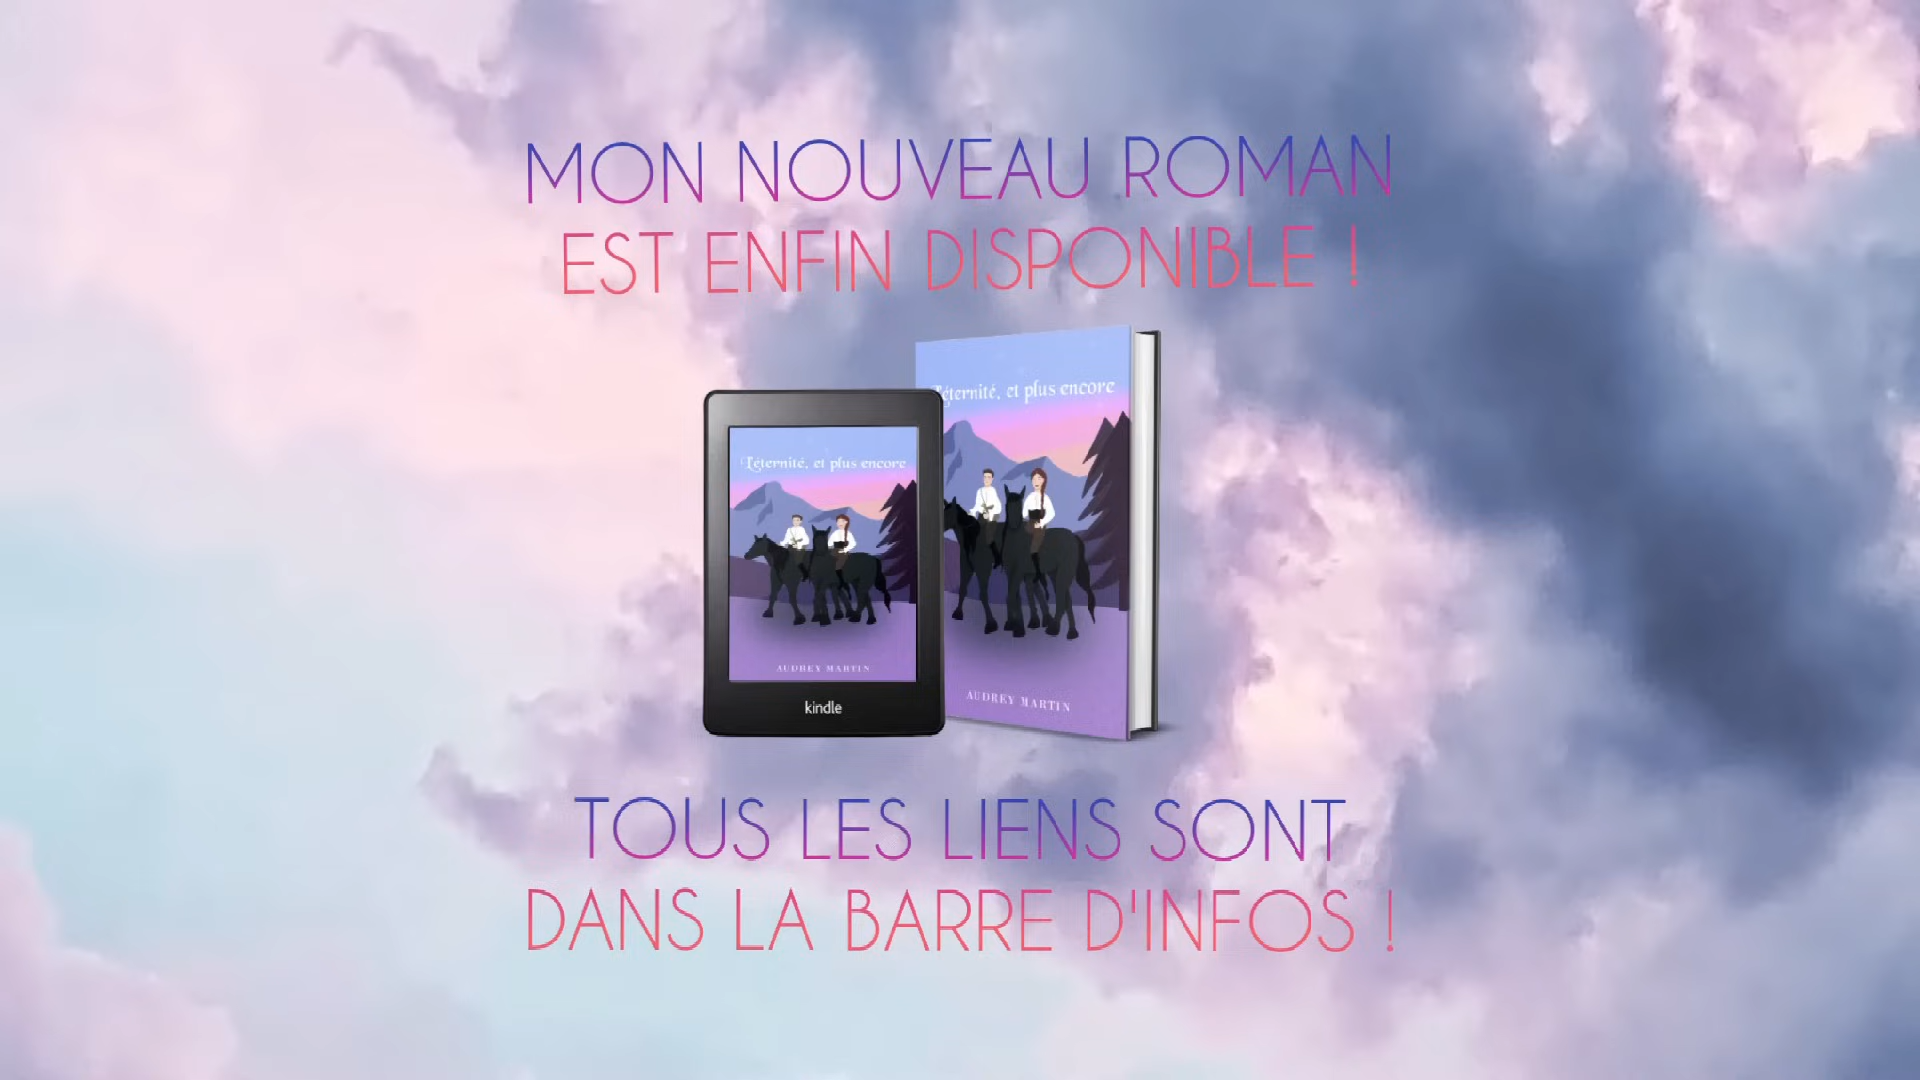 MON NOUVEAU ROMAN
EST ENFIN DISPONIBLE !
L'éternité, et plus encore
L'éternité, et plus encore
AUDREY MARTIN
AUDREY MARTIN
kindle
TOUS LES LIENS SONT
DANS LA BARRE D'INFOS !